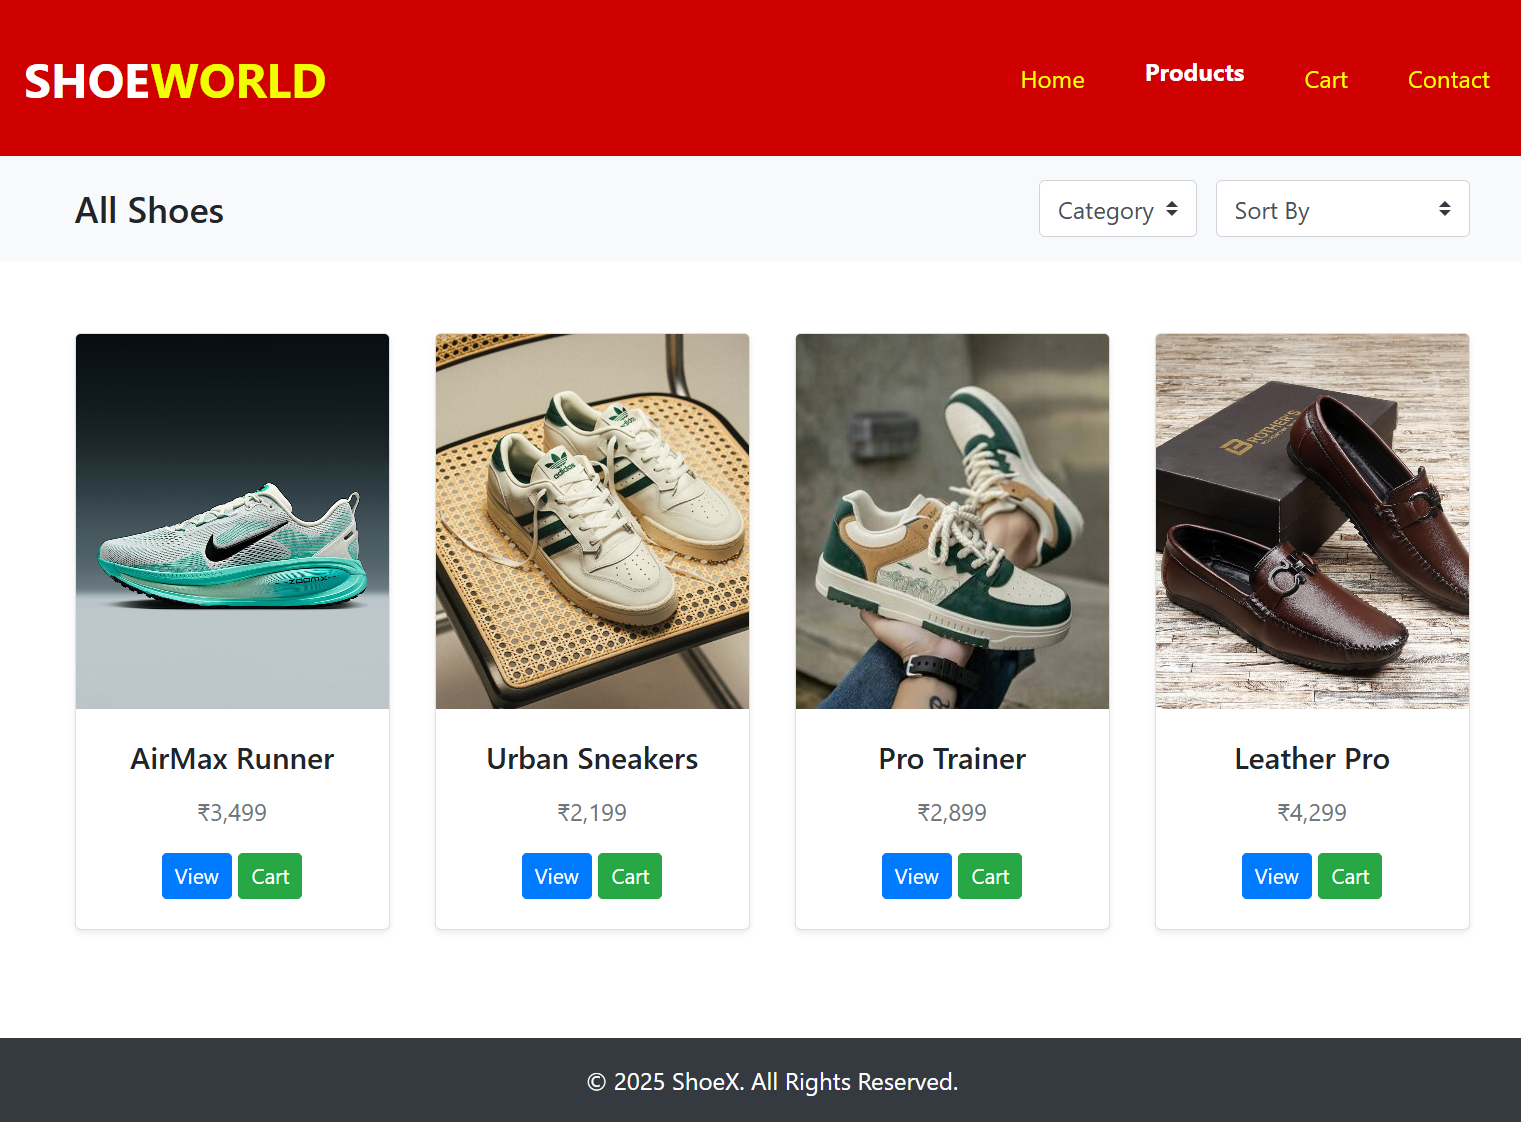 SHOEWORLD
Home Products Cart Contact
All Shoes
Category
Sort By
ZOOMX
adidas
adidas
BROTHER'S
AirMax Runner
₹3,499
View Cart
Urban Sneakers
₹2,199
View Cart
Pro Trainer
₹2,899
View Cart
Leather Pro
₹4,299
View Cart
© 2025 ShoeX. All Rights Reserved.